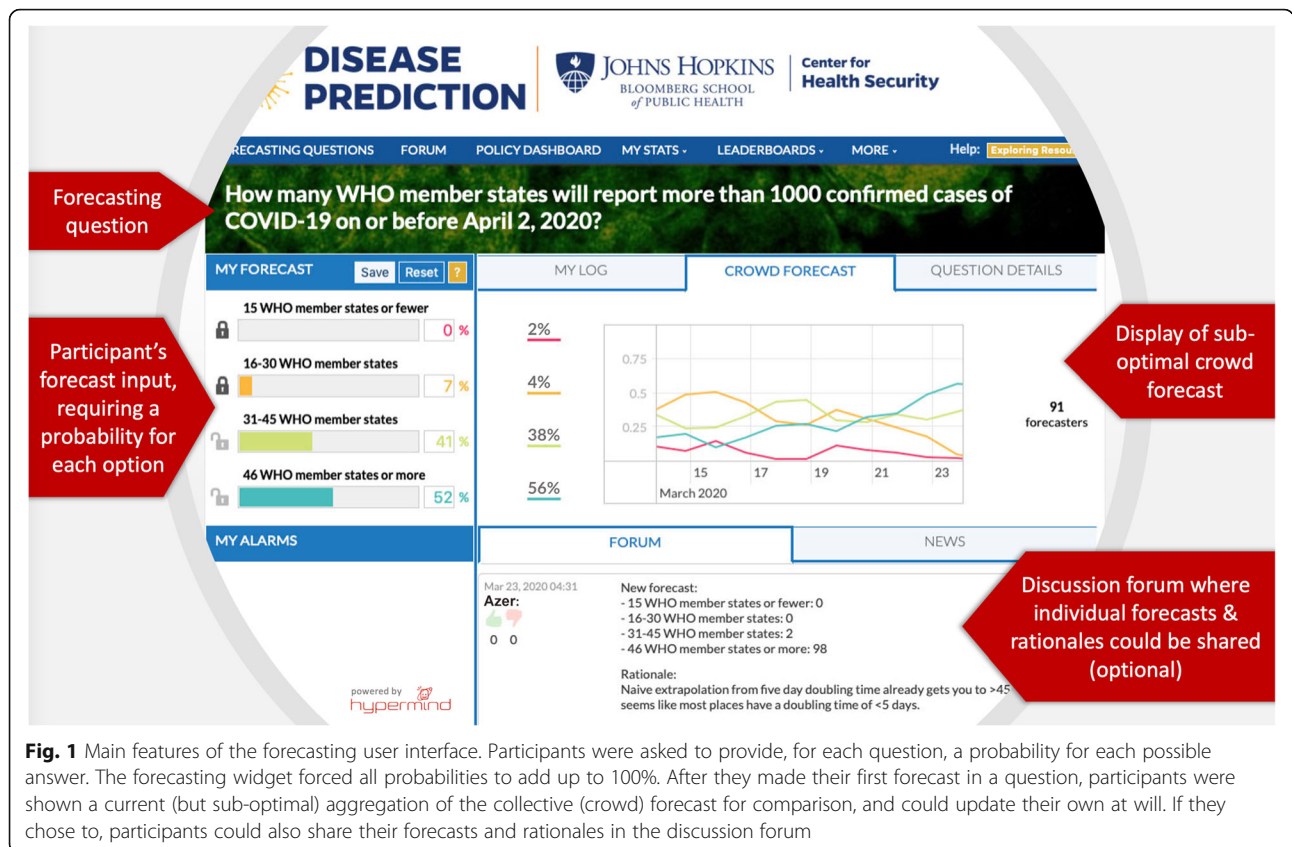 DISEASE
PREDICTION
JOHNS HOPKINS
BLOOMBERG SCHOOL
of PUBLIC HEALTH
Center for
Health Security
RECASTING QUESTIONS FORUM POLICY DASHBOARD MY STATS LEADERBOARDS MORE Help: Exploring Resou
Forecasting
question
How many WHO member states will report more than 1000 confirmed cases of
COVID-19 on or before April 2, 2020?
MY FORECAST Save Reset ?
MY LOG CROWD FORECAST QUESTION DETAILS
Participant's
forecast input,
requiring a
probability for
each option
15 WHO member states or fewer
0 %
16-30 WHO member states
7 %
31-45 WHO member states
41 %
46 WHO member states or more
52 %
2%
4%
38%
56%
0.75
0.5
0.25
15 17 19 21 23
March 2020
91
forecasters
Display of sub-
optimal crowd
forecast
MY ALARMS
powered by
hypermind
FORUM NEWS
Mar 23, 2020 04:31
Azer:
0 0
New forecast:
- 15 WHO member states or fewer: 0
- 16-30 WHO member states: 0
- 31-45 WHO member states: 2
- 46 WHO member states or more: 98
Rationale:
Naive extrapolation from five day doubling time already gets you to >45
seems like most places have a doubling time of <5 days.
Discussion forum where
individual forecasts &
rationales could be shared
(optional)
Fig. 1 Main features of the forecasting user interface. Participants were asked to provide, for each question, a probability for each possible
answer. The forecasting widget forced all probabilities to add up to 100%. After they made their first forecast in a question, participants were
shown a current (but sub-optimal) aggregation of the collective (crowd) forecast for comparison, and could update their own at will. If they
chose to, participants could also share their forecasts and rationales in the discussion forum